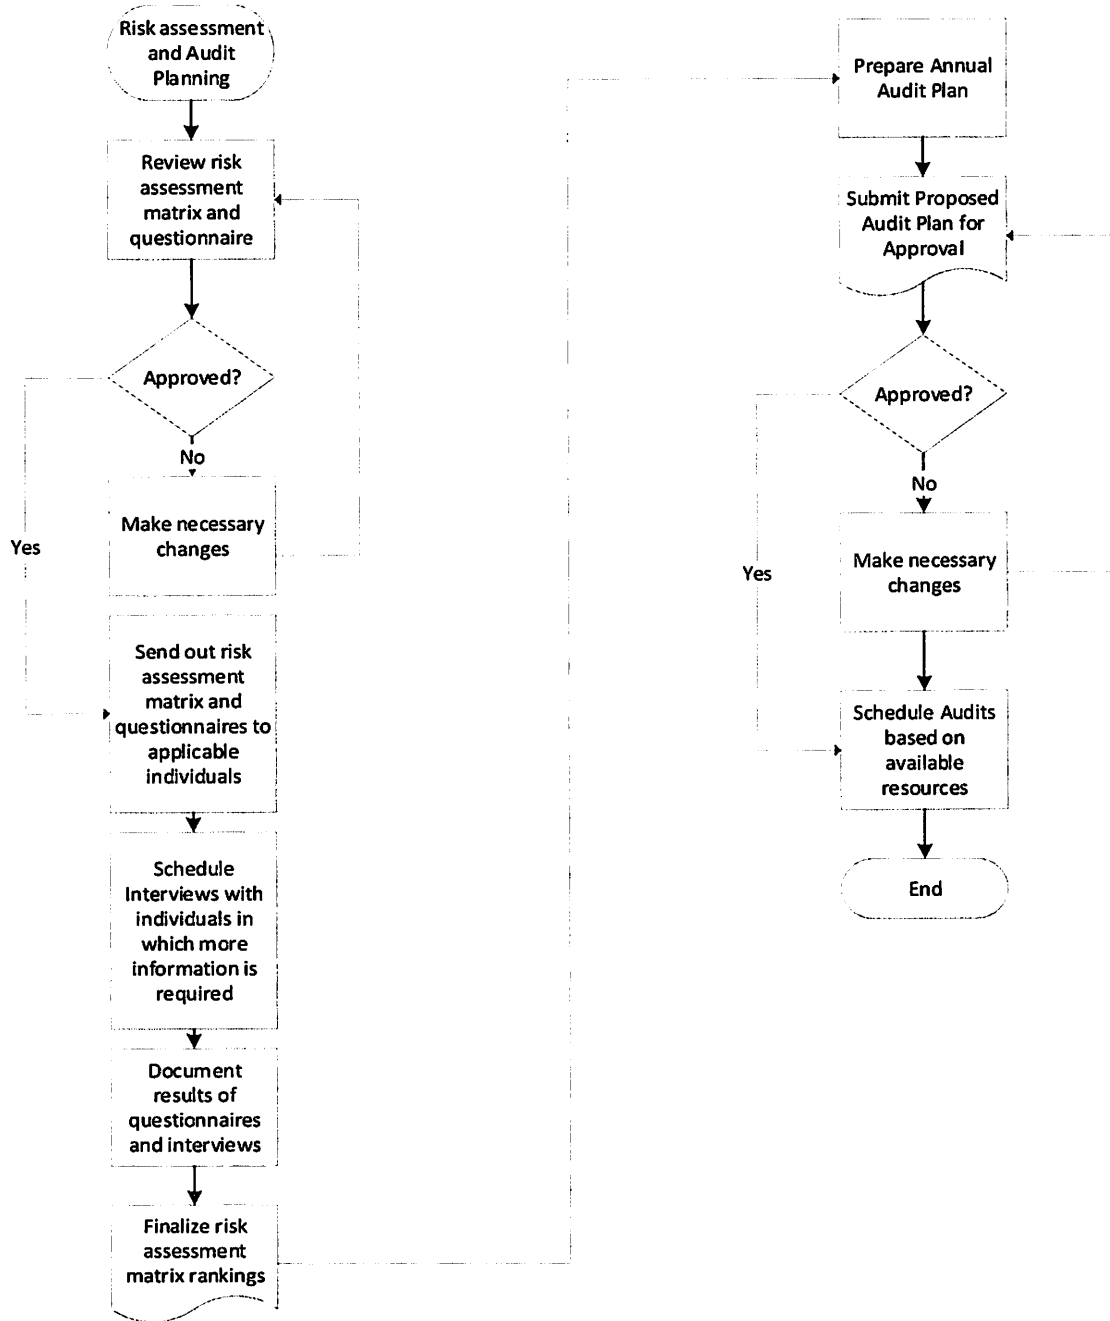 Risk assessment
and Audit
Planning
Review risk
assessment
matrix and
questionnaire
Approved?
No
Make necessary
changes
Yes
Send out risk
assessment
matrix and
questionnaires to
applicable
individuals
Schedule
Interviews with
individuals in
which more
information is
required
Document
results of
questionnaires
and interviews
Finalize risk
assessment
matrix rankings
Prepare Annual
Audit Plan
Submit Proposed
Audit Plan for
Approval
Approved?
No
Make necessary
changes
Yes
Schedule Audits
based on
available
resources
End